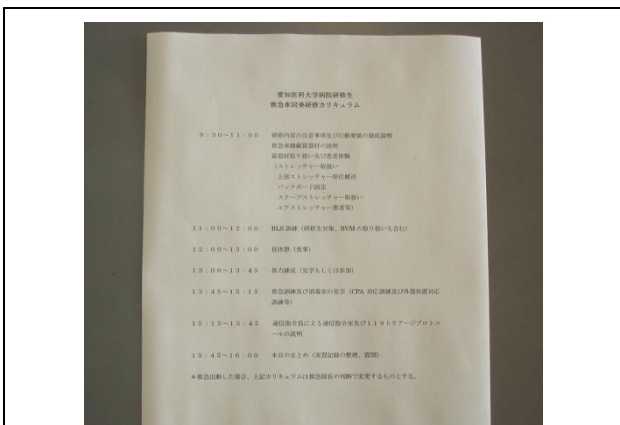 愛知医科大学病院研修生
救急車同乗研修カリキュラム
9：30～11：00 研修内容の注意事項及び行動要領の徹底説明
救急車積載資器材の説明
資器材取り扱い及び患者体験
（ストレッチャー取扱い
上部ストレッチャー座位搬送
バックボード固定
スクープストレッチャー取扱い
エアストレッチャー患者等）
11：00～12：00 BLS 訓練（研修生対象、BVM の取り扱いも含む）
12：00～13：00 昼休憩（食事）
13：00～13：45 体力錬成（見学もしくは参加）
13：45～15：15 救急訓練及び消毒室の見学（CPA 対応訓練及び外傷処置対応
訓練等）
15：15～15：45 通信指令員による通信指令室及び119トリアージプロトコ
ールの説明
15：45～16：00 本日のまとめ（実習記録の整理、質問）
＊救急出動した場合、上記カリキュラムは救急隊長の判断で変更するものとする。